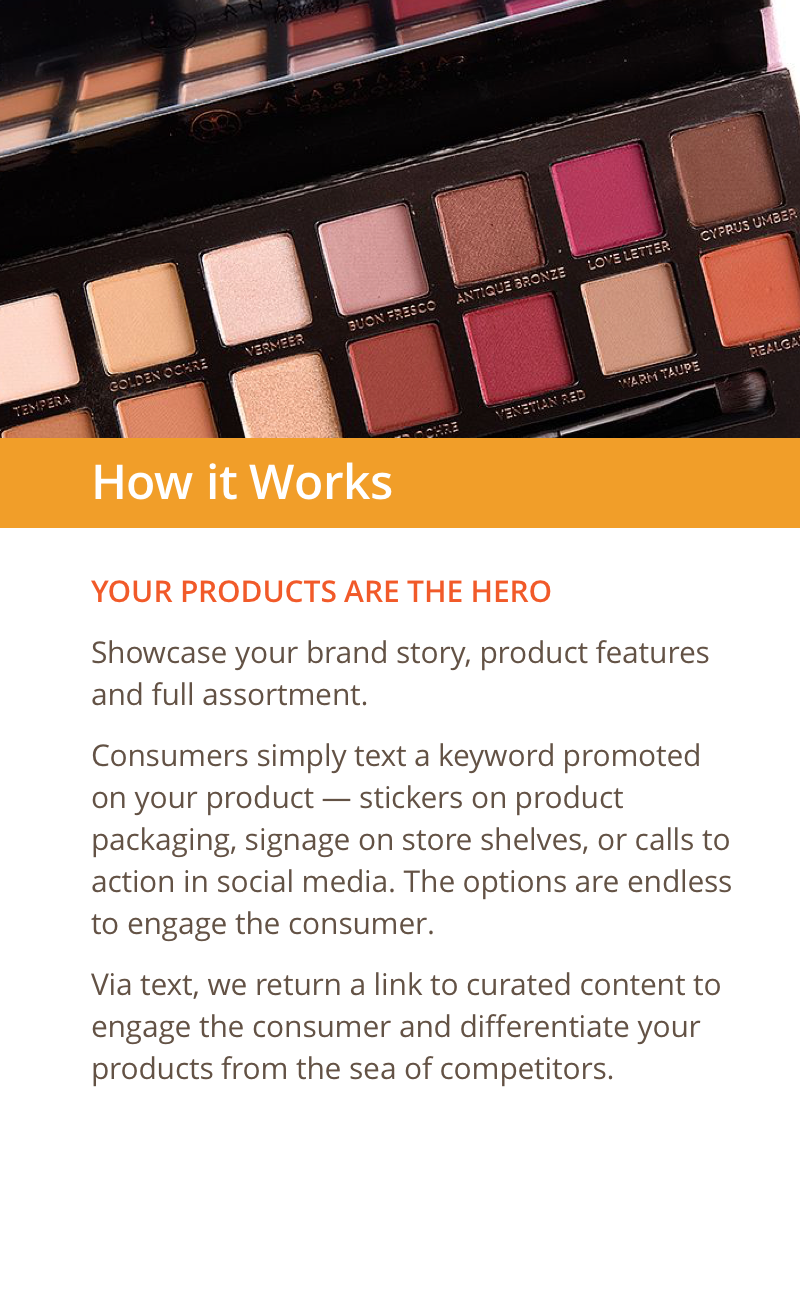 ANASTASIA
LOVE LETTER
CYPRUS UMBER
BUON FRESCO
ANTIQUE BRONZE
GOLDEN OCHRE
VERMEER
TEMPERA
VENETIAN RED
WARM TAUPE
OCHRE
How it Works
YOUR PRODUCTS ARE THE HERO
Showcase your brand story, product features
and full assortment.
Consumers simply text a keyword promoted
on your product — stickers on product
packaging, signage on store shelves, or calls to
action in social media. The options are endless
to engage the consumer.
Via text, we return a link to curated content to
engage the consumer and differentiate your
products from the sea of competitors.